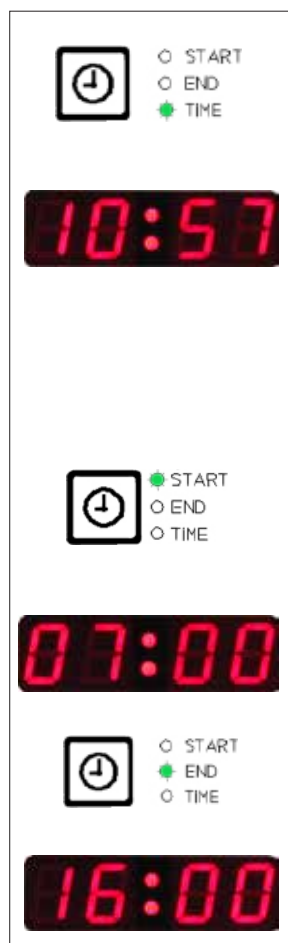 START
END
TIME
10:57
START
END
TIME
07:00
START
END
TIME
16:00